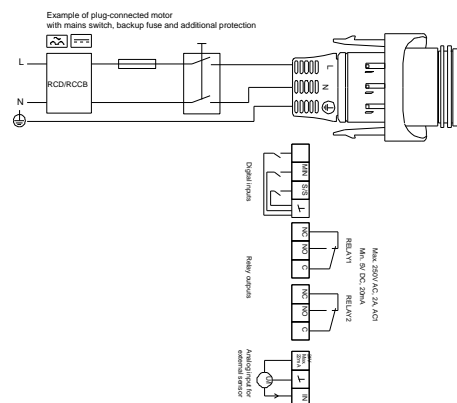 Example of plug-connected motor
with mains switch, backup fuse and additional protection
L
RCD/RCCB
N
L
N
Digital inputs
MIN
S/S
Relay outputs
NC
NO
C
RELAY1
Max. 250V AC, 2A, AC1
Min. 5V DC, 20mA
NC
NO
C
RELAY2
Analog input for
external sensor
Max.
IN